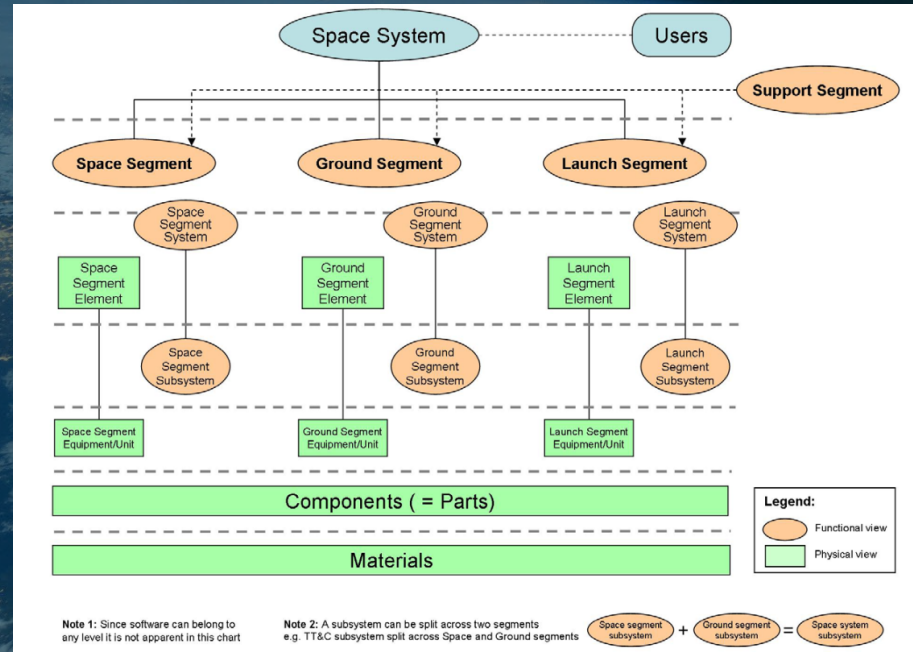 Space System
Users
Support Segment
Space Segment
Ground Segment
Launch Segment
Space
Segment
System
Ground
Segment
System
Launch
Segment
System
Space
Segment
Element
Ground
Segment
Element
Launch
Segment
Element
Space
Segment
Subsystem
Ground
Segment
Subsystem
Launch
Segment
Subsystem
Space Segment
Equipment/Unit
Ground Segment
Equipment/Unit
Launch Segment
Equipment/Unit
Components ( = Parts)
Materials
Legend:
Functional view
Physical view
Note 1: Since software can belong to
any level it is not apparent in this chart
Note 2: A subsystem can be split across two segments
e.g. TT&C subsystem split across Space and Ground segments
Space segment
subsystem
+
Ground segment
subsystem
=
Space system
subsystem